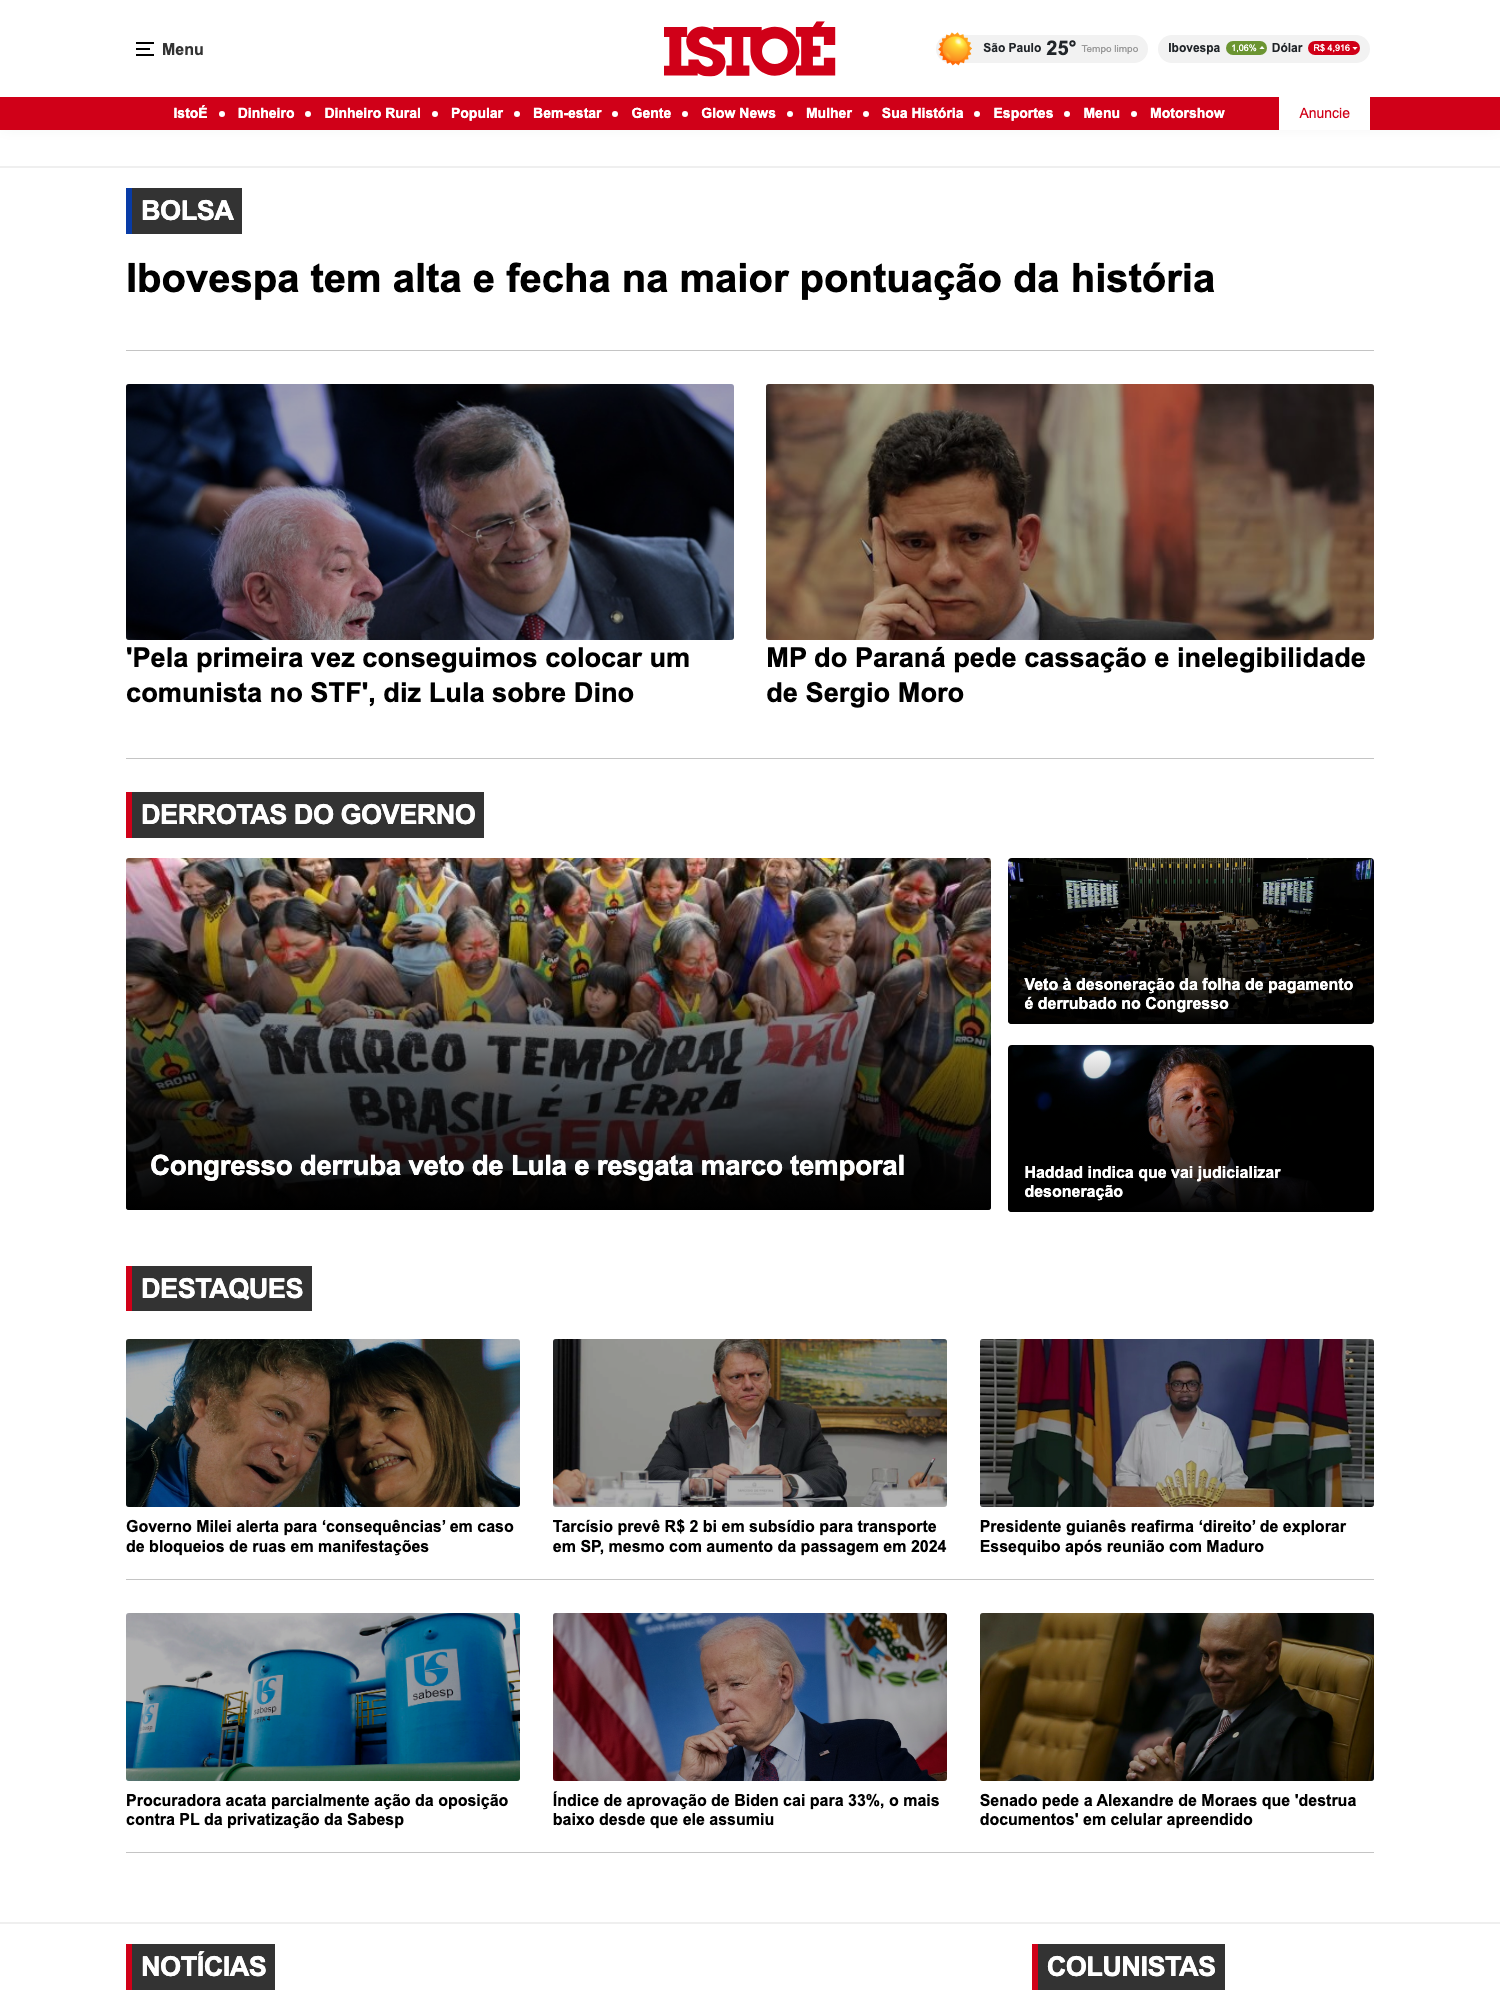 Menu
ISTOÉ
São Paulo 25° Tempo limpo
Ibovespa 1,06% Dólar R$ 4,916
IstoÉ • Dinheiro • Dinheiro Rural • Popular • Bem-estar • Gente • Glow News • Mulher • Sua História • Esportes • Menu • Motorshow
Anuncie
BOLSA
Ibovespa tem alta e fecha na maior pontuação da história
'Pela primeira vez conseguimos colocar um
comunista no STF', diz Lula sobre Dino
MP do Paraná pede cassação e inelegibilidade
de Sergio Moro
DERROTAS DO GOVERNO
RAONI
MARCO TEMPORAL NÃO
BRASIL É TERRA
INDIGENA
Congresso derruba veto de Lula e resgata marco temporal
Veto à desoneração da folha de pagamento
é derrubado no Congresso
Haddad indica que vai judicializar
desoneração
DESTAQUES
Governo Milei alerta para ‘consequências’ em caso
de bloqueios de ruas em manifestações
Tarcísio prevê R$ 2 bi em subsídio para transporte
em SP, mesmo com aumento da passagem em 2024
Presidente guianês reafirma ‘direito’ de explorar
Essequibo após reunião com Maduro
sabesp
sabesp
Procuradora acata parcialmente ação da oposição
contra PL da privatização da Sabesp
Índice de aprovação de Biden cai para 33%, o mais
baixo desde que ele assumiu
Senado pede a Alexandre de Moraes que 'destrua
documentos' em celular apreendido
NOTÍCIAS
COLUNISTAS